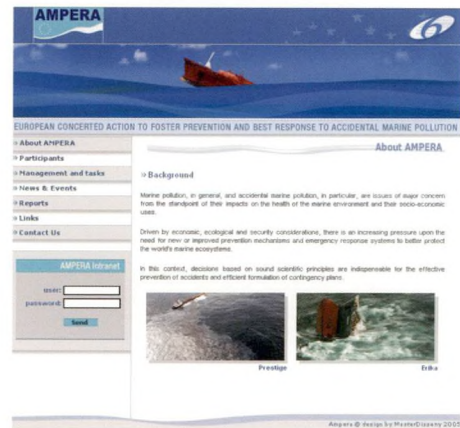 AMPERA
6
EUROPEAN CONCERTED ACTION TO FOSTER PREVENTION AND BEST RESPONSE TO ACCIDENTAL MARINE POLLUTION
» About AMPERA
» Participants
» Management and tasks
» News & Events
» Reports
» Links
» Contact Us
AMPERA Intranet
user:
password:
Send
About AMPERA
» Background
Marine pollution, in general, and accidental marine pollution, in particular, are issues of major concern
from the standpoint of their impacts on the health of the marine environment and their socio-economic
uses.
Driven by economic, ecological and security considerations, there is an increasing pressure upon the
need for new or improved prevention mechanisms and emergency response systems to better protect
the world's marine ecosystems.
In this context, decisions based on sound scientific principles are indispensable for the effective
prevention of accidents and efficient formulation of contingency plans.
Prestige
Erika
Ampera @ design by MasterDisseny 2005